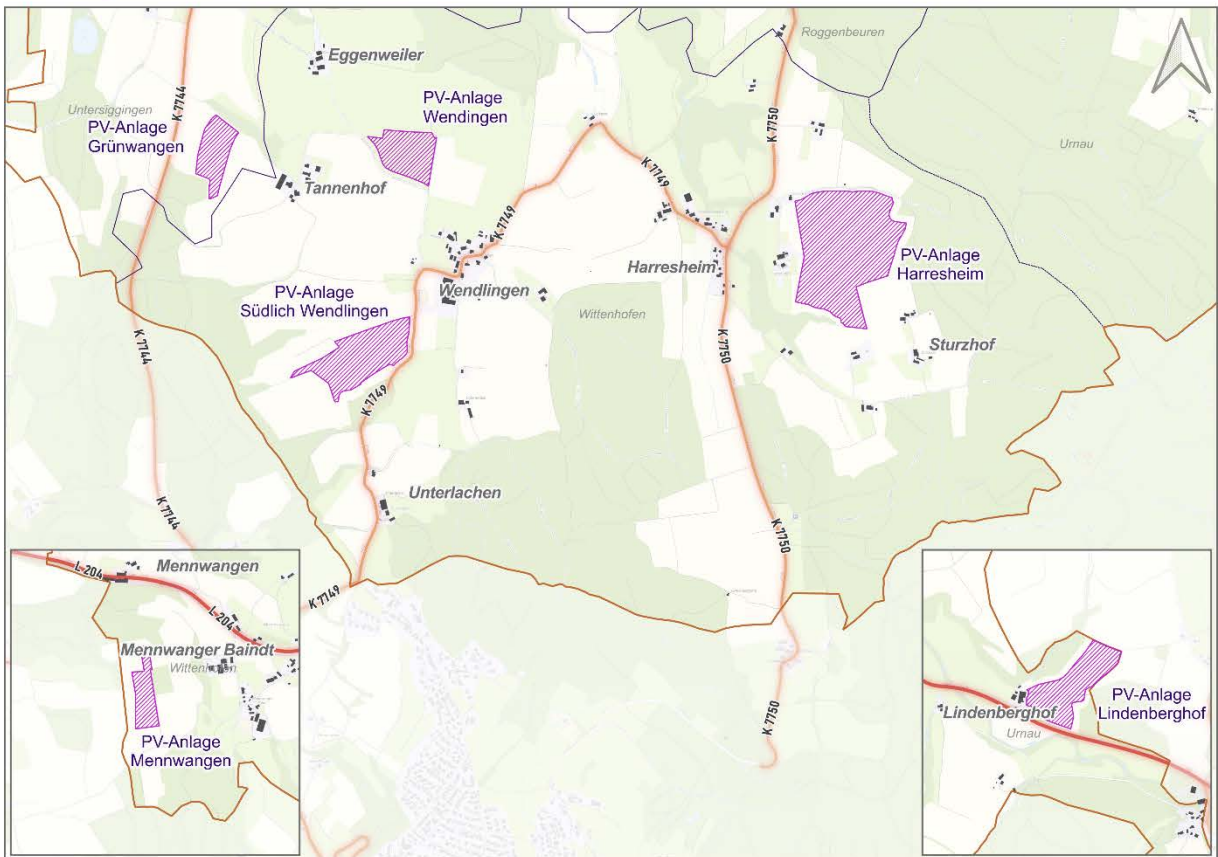 Eggenweiler
Roggenbeuren
K 7744
PV-Anlage
Wendingen
Untersiggingen
PV-Anlage
Grünwangen
K 7750
Urnau
Tannenhof
K 7749
K 7749
PV-Anlage
Harresheim
Harresheim
PV-Anlage
Südlich Wendlingen
Wendlingen
Wittenhofen
K 7744
K 7750
Sturzhof
K 7749
Unterlachen
K 7744
K 7750
K 7749
L 204
Mennwangen
L 204
Mennwanger Baindt
Wittenhofen
PV-Anlage
Mennwangen
K 7750
PV-Anlage
Lindenberghof
Lindenberghof
Urnau